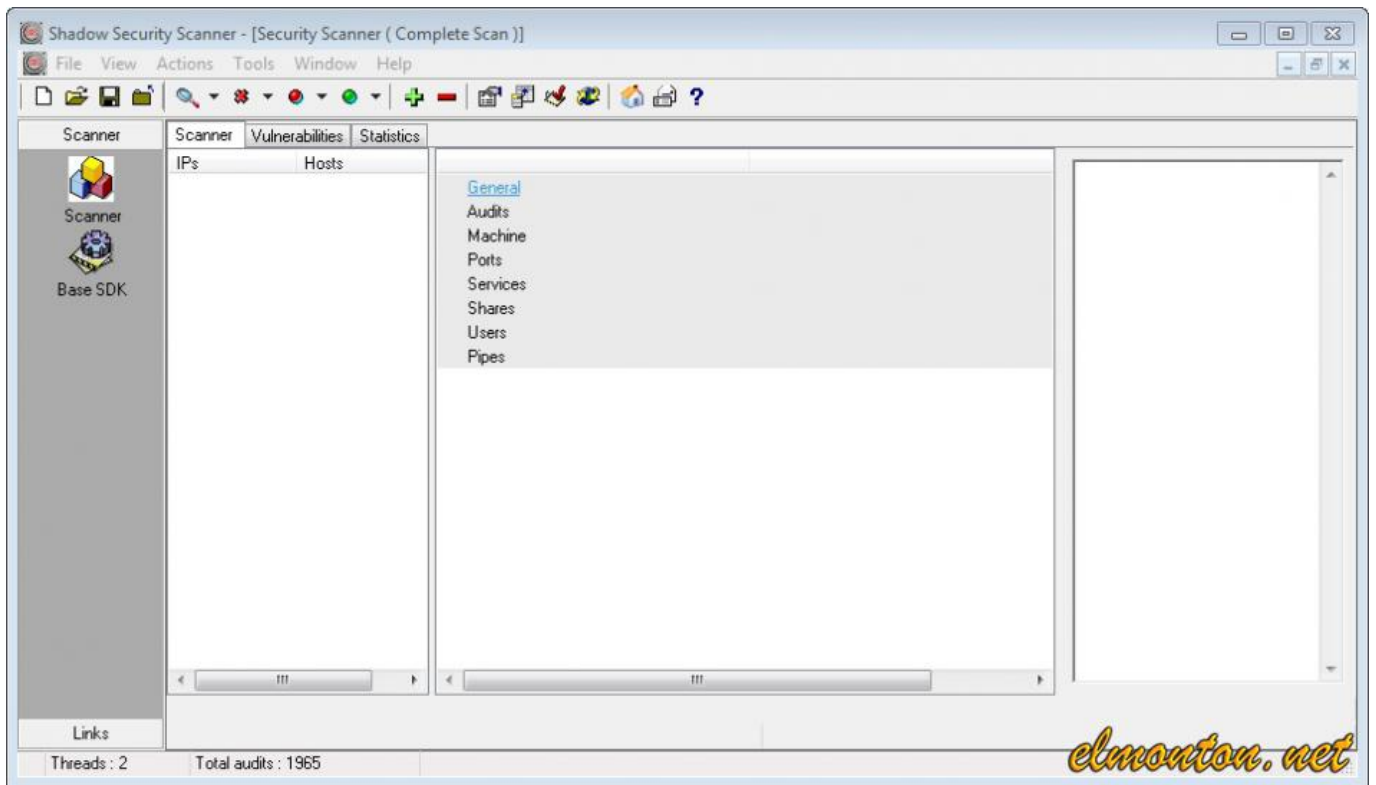 Shadow Security Scanner - [Security Scanner ( Complete Scan )]
File View Actions Tools Window Help
Scanner
Scanner Vulnerabilities Statistics
IPs Hosts
Scanner
Base SDK
General
Audits
Machine
Ports
Services
Shares
Users
Pipes
Links
Threads : 2 Total audits : 1965
elmonton.net